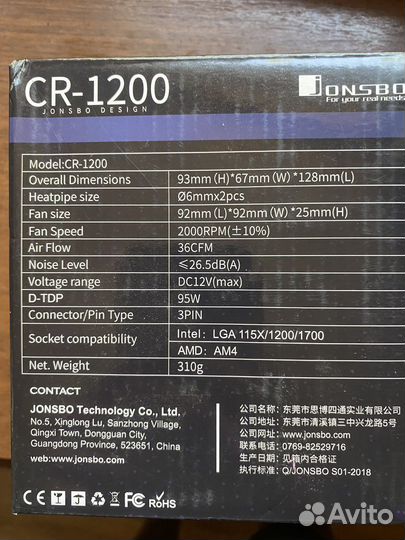 CR-1200
JONSBO DESIGN
JONSBO
For your real needs
Model:CR-1200
Overall Dimensions 93mm(H)*67mm(W)*128mm(L)
Heatpipe size Ø6mmx2pcs
Fan size 92mm(L)*92mm(W)*25mm(H)
Fan Speed 2000RPM(±10%)
Air Flow 36CFM
Noise Level ≤26.5dB(A)
Voltage range DC12V(max)
D-TDP 95W
Connector/Pin Type 3PIN
Socket compatibility Intel: LGA 115X/1200/1700
AMD: AM4
Net. Weight 310g
CONTACT
JONSBO Technology Co., Ltd.
No.5, Xinglong Lu, Sanzhong Village,
Qingxi Town, Dongguan City,
Guangdong Province, 523651, China
web:www.jonsbo.com
公司名称:东莞市思博四通实业有限公司
公司地址:东莞市清溪镇三中兴龙路5号
公司网址:www.jonsbo.com
联系电话:0769-82529716
生产日期:见箱内合格证
执行标准:Q/JONSBO S01-2018
CE FC RoHS
Avito